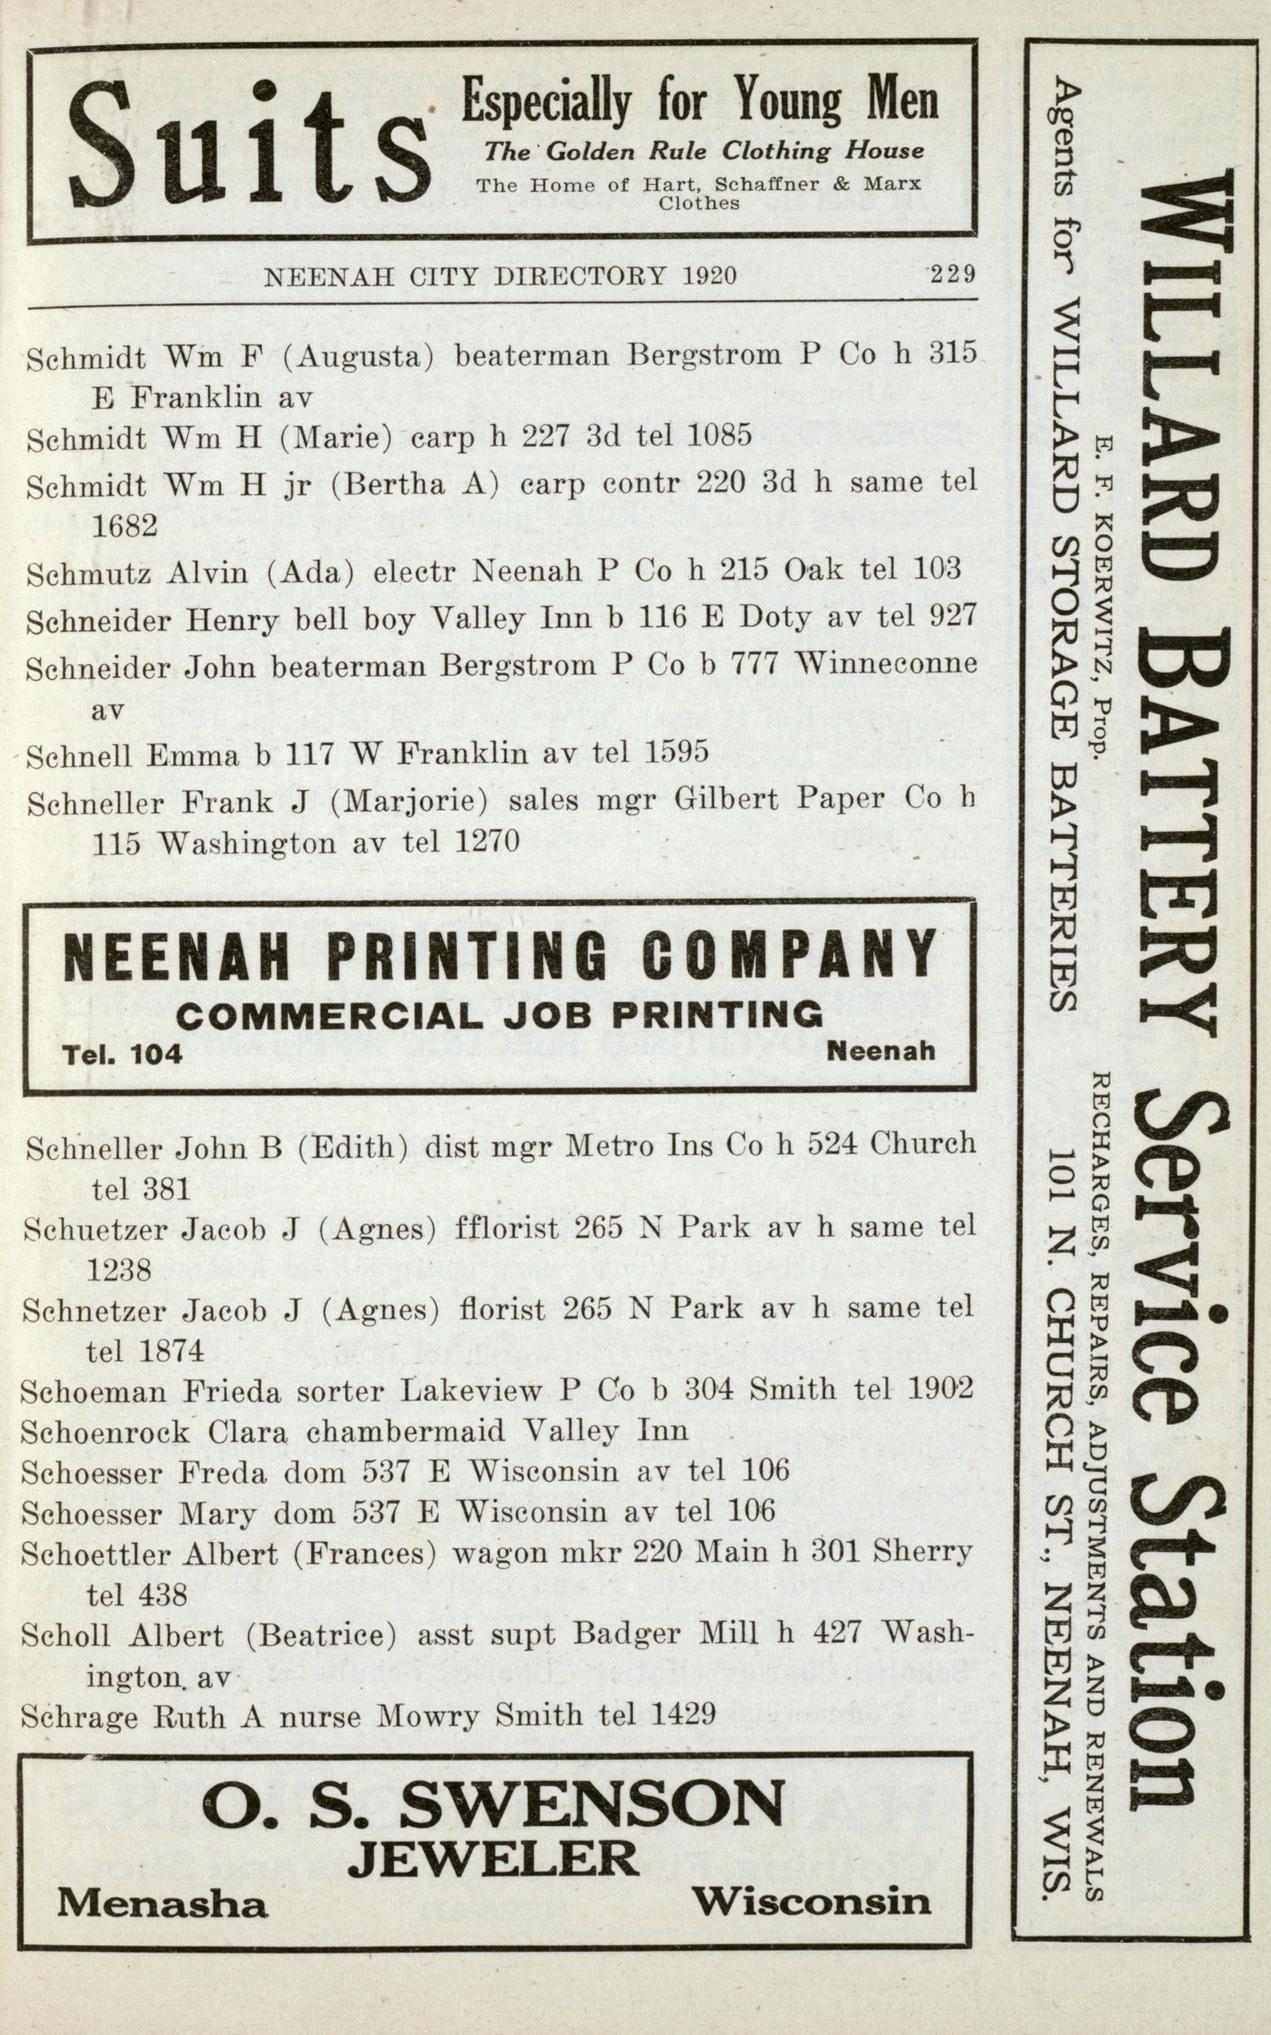 Suits
Especially for Young Men
The Golden Rule Clothing House
The Home of Hart, Schaffner & Marx
Clothes
NEENAH CITY DIRECTORY 1920 229
Schmidt Wm F (Augusta) beaterman Bergstrom P Co h 315
E Franklin av
Schmidt Wm H (Marie) carp h 227 3d tel 1085
Schmidt Wm H jr (Bertha A) carp contr 220 3d h same tel
1682
Schmutz Alvin (Ada) electr Neenah P Co h 215 Oak tel 103
Schneider Henry bell boy Valley Inn b 116 E Doty av tel 927
Schneider John beaterman Bergstrom P Co b 777 Winneconne
av
Schnell Emma b 117 W Franklin av tel 1595
Schneller Frank J (Marjorie) sales mgr Gilbert Paper Co h
115 Washington av tel 1270
NEENAH PRINTING COMPANY
COMMERCIAL JOB PRINTING
Tel. 104 Neenah
Schneller John B (Edith) dist mgr Metro Ins Co h 524 Church
tel 381
Schuetzer Jacob J (Agnes) fflorist 265 N Park av h same tel
1238
Schnetzer Jacob J (Agnes) florist 265 N Park av h same tel
tel 1874
Schoeman Frieda sorter Lakeview P Co b 304 Smith tel 1902
Schoenrock Clara chambermaid Valley Inn
Schoesser Freda dom 537 E Wisconsin av tel 106
Schoesser Mary dom 537 E Wisconsin av tel 106
Schoettler Albert (Frances) wagon mkr 220 Main h 301 Sherry
tel 438
Scholl Albert (Beatrice) asst supt Badger Mill h 427 Wash-
ington av
Schrage Ruth A nurse Mowry Smith tel 1429
O. S. SWENSON
JEWELER
Menasha Wisconsin
WILLARD BATTERY Service Station
E. F. KOERWITZ, Prop. RECHARGES, REPAIRS, ADJUSTMENTS AND RENEWALS
Agents for WILLARD STORAGE BATTERIES 101 N. CHURCH ST., NEENAH, WIS.